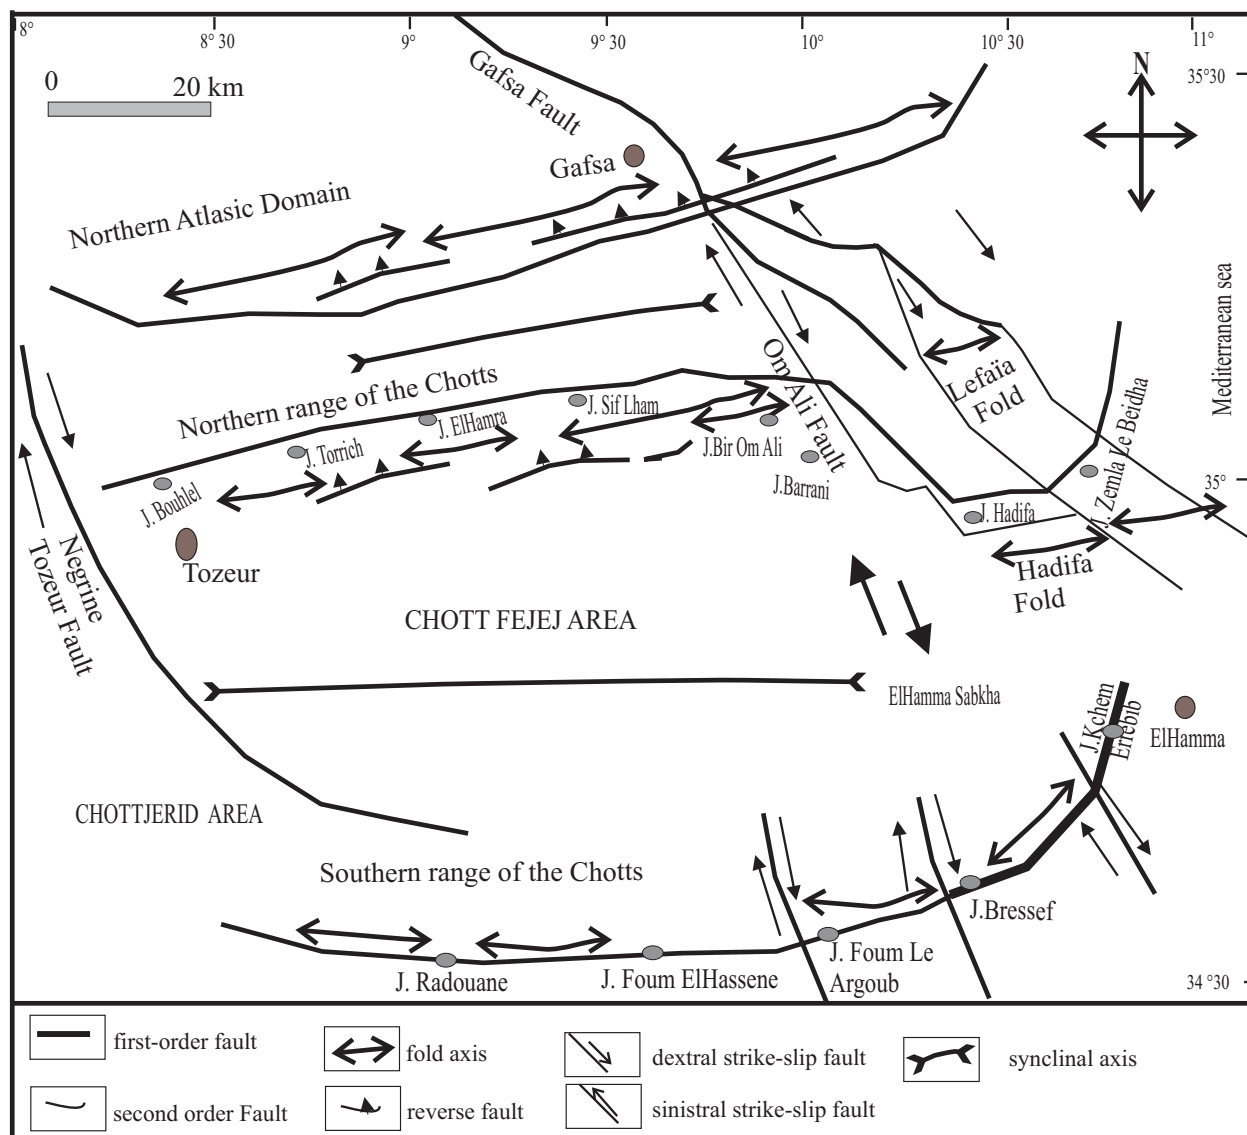 8°
8° 30
9°
9° 30
10°
10° 30
11°
35°30
0
20 km
N
Gafsa Fault
Gafsa
Northern Atlasic Domain
Mediterranean sea
Om Ali Fault
Lefaïa
Fold
Northern range of the Chotts
J. Sif Lham
J. ElHamra
J. Torrich
J. Bouhlel
J.Bir Om Ali
J.Barrani
J. Zemla Le Beidha
35°
J. Hadifa
Hadifa
Fold
Tozeur
Negrine
Tozeur Fault
CHOTT FEJEJ AREA
ElHamma Sabkha
J.Kchem
Erlebib
ElHamma
CHOTTJERID AREA
Southern range of the Chotts
J.Bressef
J. Radouane
J. Foum ElHassene
J. Foum Le
Argoub
34 °30
first-order fault
fold axis
dextral strike-slip fault
synclinal axis
second order Fault
reverse fault
sinistral strike-slip fault